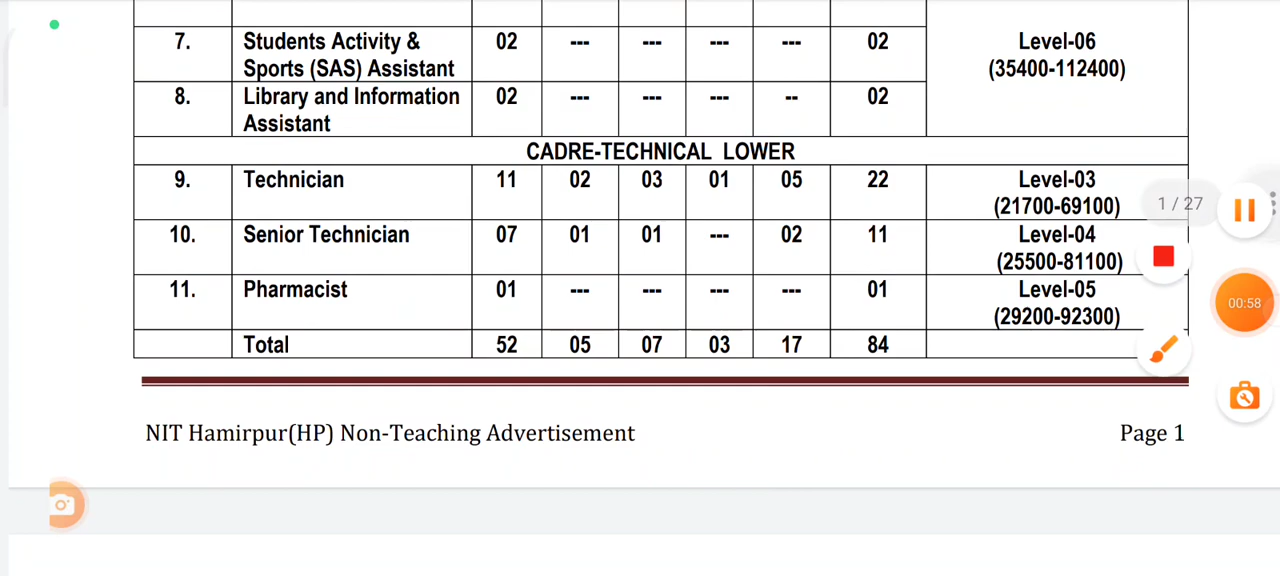 7. Students Activity & 02 --- --- --- --- 02 Level-06
Sports (SAS) Assistant (35400-112400)
8. Library and Information 02 --- --- --- -- 02
Assistant
CADRE-TECHNICAL LOWER
9. Technician 11 02 03 01 05 22 Level-03
(21700-69100)
1 / 27
10. Senior Technician 07 01 01 --- 02 11 Level-04
(25500-81100)
11. Pharmacist 01 --- --- --- --- 01 Level-05
(29200-92300)
00:58
Total 52 05 07 03 17 84
NIT Hamirpur(HP) Non-Teaching Advertisement Page 1